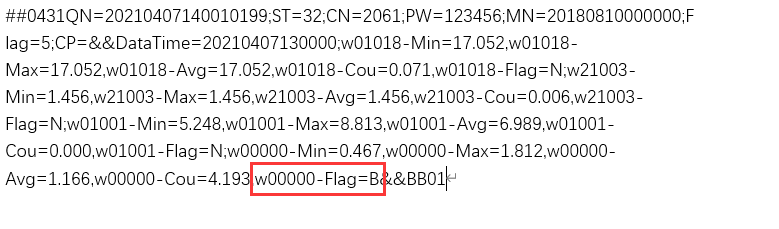 ##0431QN=20210407140010199;ST=32;CN=2061;PW=123456;MN=20180810000000;F
lag=5;CP=&&DataTime=20210407130000;w01018-Min=17.052,w01018-
Max=17.052,w01018-Avg=17.052,w01018-Cou=0.071,w01018-Flag=N;w21003-
Min=1.456,w21003-Max=1.456,w21003-Avg=1.456,w21003-Cou=0.006,w21003-
Flag=N;w01001-Min=5.248,w01001-Max=8.813,w01001-Avg=6.989,w01001-
Cou=0.000,w01001-Flag=N;w00000-Min=0.467,w00000-Max=1.812,w00000-
Avg=1.166,w00000-Cou=4.193,w00000-Flag=B&&BB01